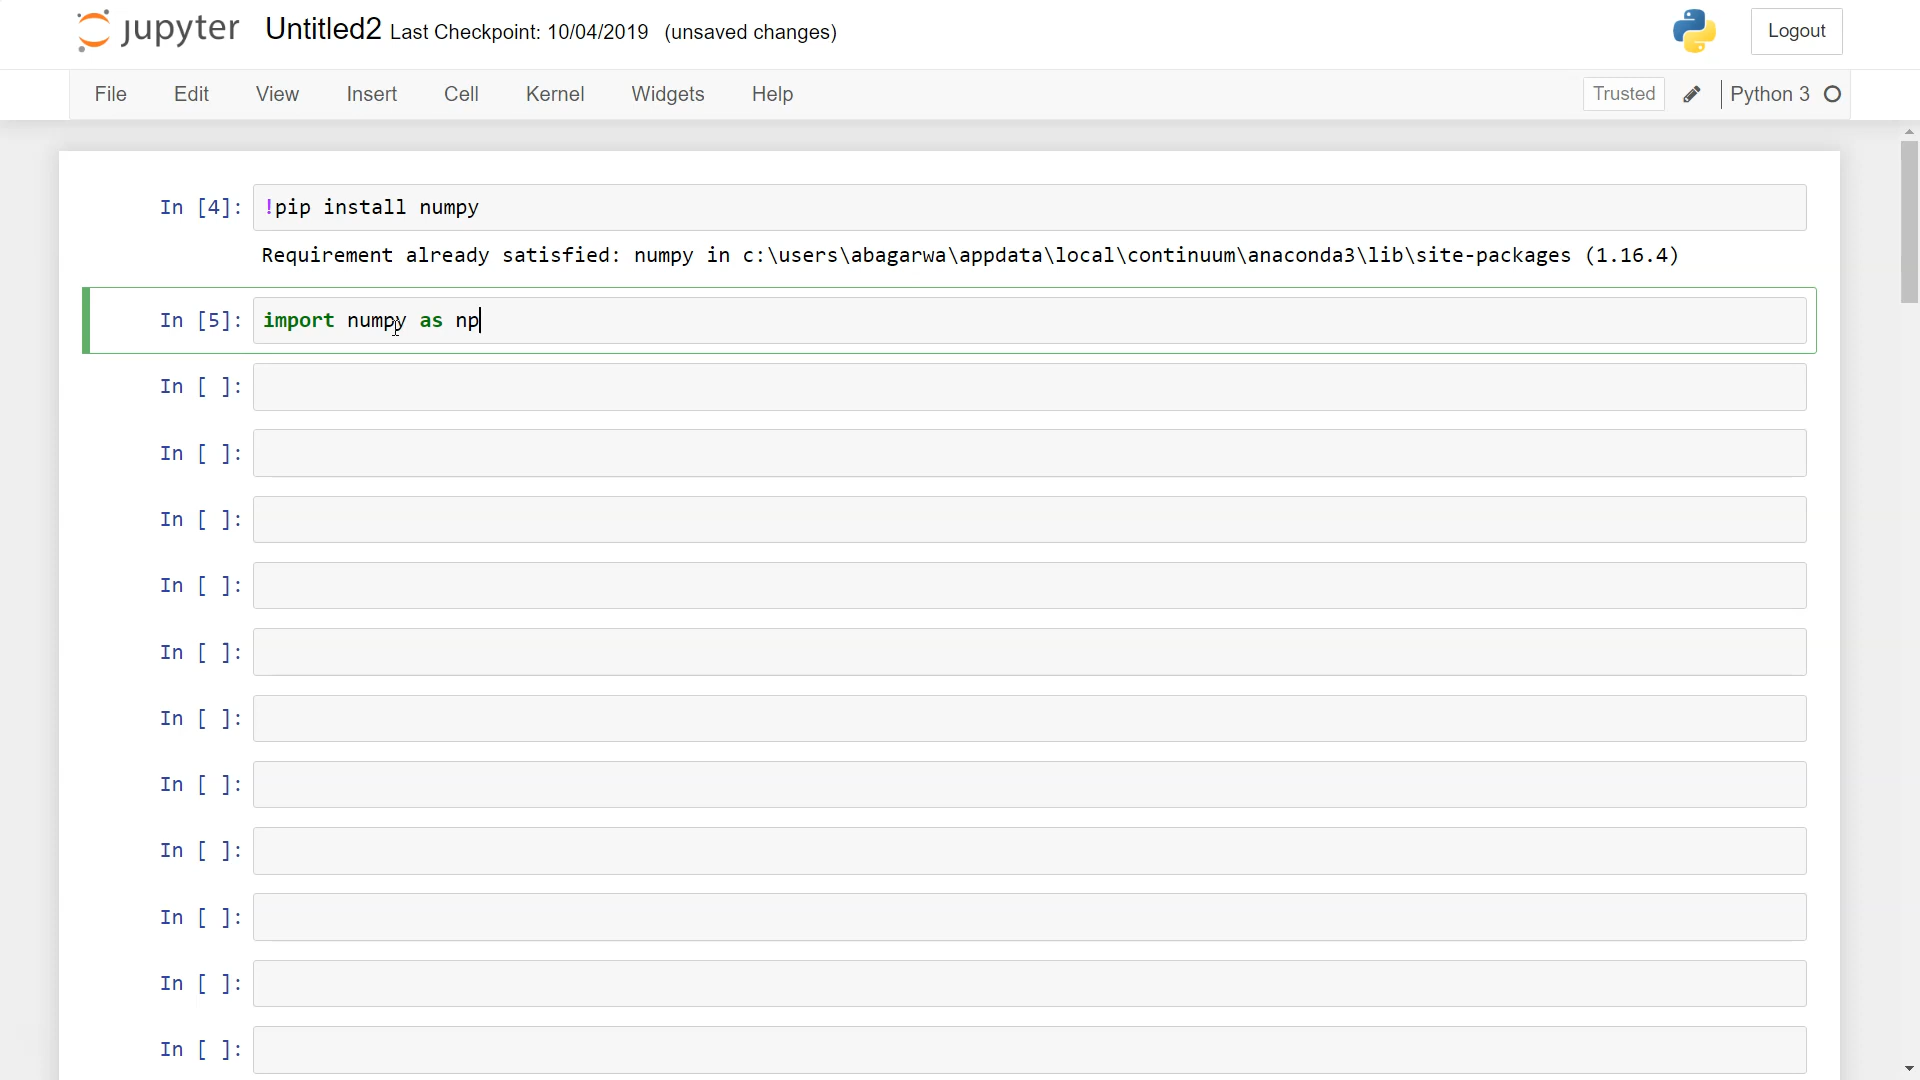 jupyter Untitled2 Last Checkpoint: 10/04/2019 (unsaved changes) Logout
File Edit View Insert Cell Kernel Widgets Help Trusted Python 3
In [4]: !pip install numpy
Requirement already satisfied: numpy in c:\users\abagarwa\appdata\local\continuum\anaconda3\lib\site-packages (1.16.4)
In [5]: import numpy as np
In [ ]:
In [ ]:
In [ ]:
In [ ]:
In [ ]:
In [ ]:
In [ ]:
In [ ]:
In [ ]:
In [ ]:
In [ ]: